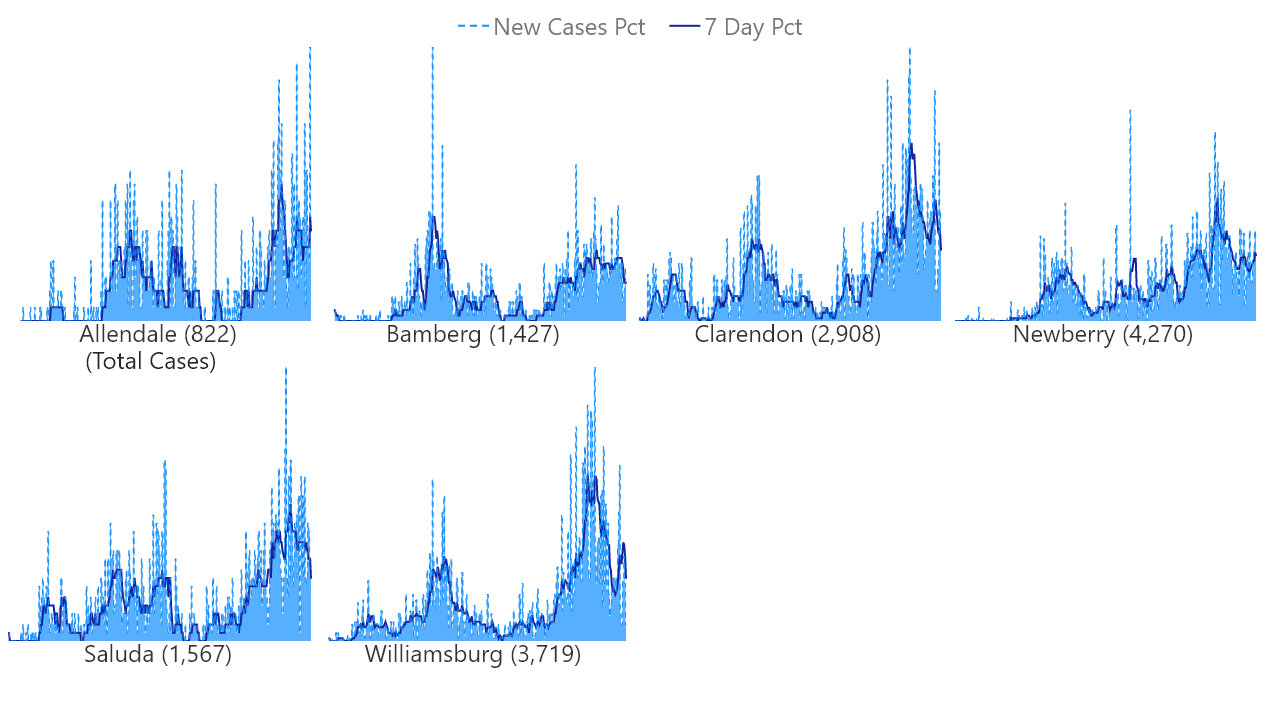 New Cases Pct 7 Day Pct
Allendale (822)
(Total Cases)
Bamberg (1,427)
Clarendon (2,908)
Newberry (4,270)
Saluda (1,567)
Williamsburg (3,719)